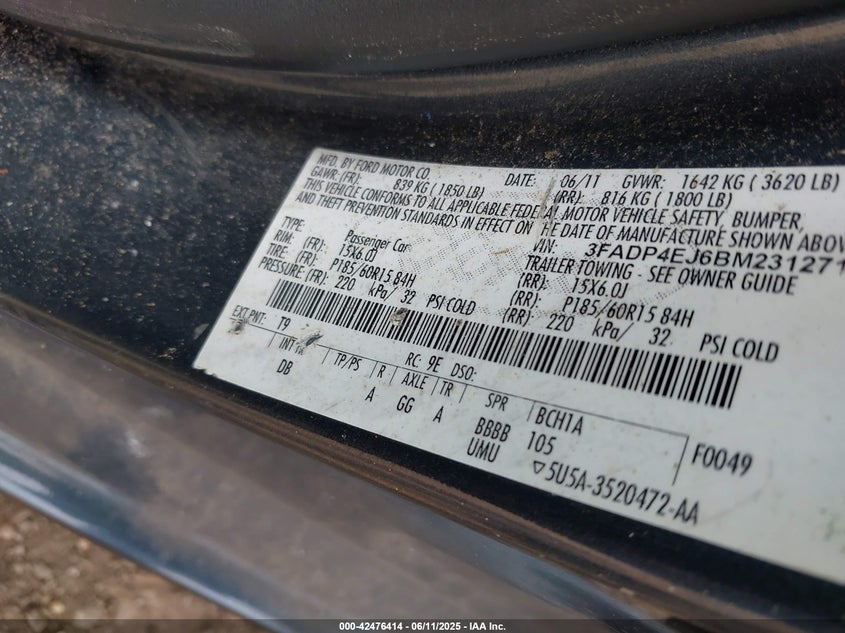 MFD. BY FORD MOTOR CO. DATE: 06/11 GVWR: 1642 KG ( 3620 LB)
GAWR: (FR): 839 KG ( 1850 LB) (RR): 816 KG ( 1800 LB)
THIS VEHICLE CONFORMS TO ALL APPLICABLE FEDERAL MOTOR VEHICLE SAFETY, BUMPER,
AND THEFT PREVENTION STANDARDS IN EFFECT ON THE DATE OF MANUFACTURE SHOWN ABOV
VIN: 3FADP4EJ6BM231271
TYPE: Passenger Car TRAILER TOWING - SEE OWNER GUIDE
RIM: (FR): 15X6.0J (RR): 15X6.0J
TIRE: (FR): P185/60R15 84H (RR): P185/60R15 84H
(FR): 220 kPa/ 32 PSI COLD (RR): 220 kPa/ 32 PSI COLD
EXT PNT: T9 RC: 9E DSO:
INT TR TP/PS R AXLE TR SPR BCH1A F0049
DB A GG A BBBB 105
UMU ▽5U5A-3520472-AA
000-42476414 - 06/11/2025 - IAA Inc.